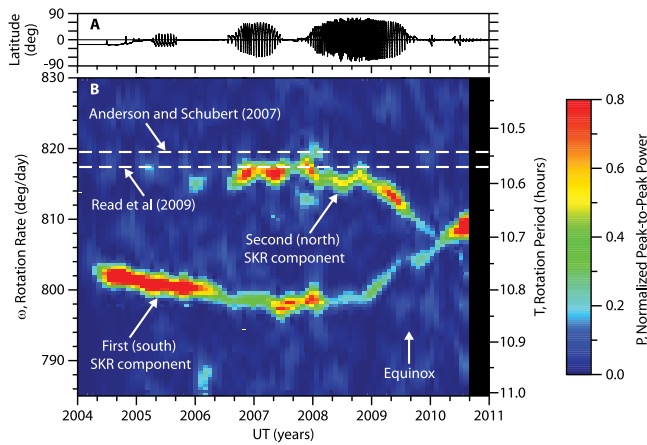 A
Latitude
(deg)
90
0
-90
B
Anderson and Schubert (2007)
Read et al (2009)
Second (north)
SKR component
First (south)
SKR component
Equinox
ω, Rotation Rate (deg/day)
830
820
810
800
790
T, Rotation Period (hours)
10.5
10.6
10.7
10.8
10.9
11.0
2004 2005 2006 2007 2008 2009 2010 2011
UT (years)
0.8
0.6
0.4
0.2
0.0
P, Normalized Peak-to-Peak Power